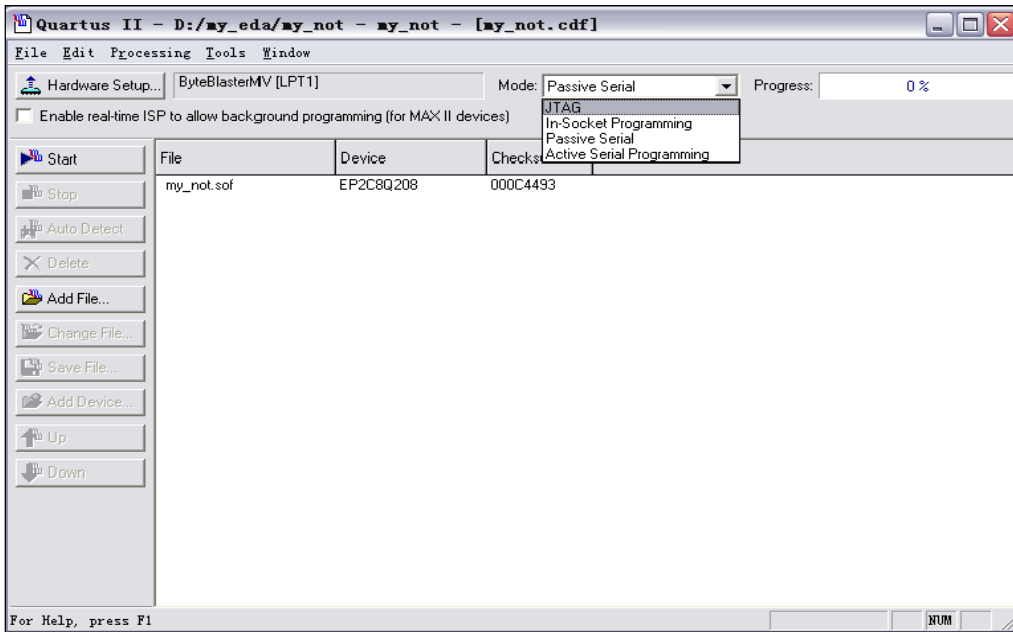 Quartus II - D:/my_eda/my_not - my_not - [my_not.cdf]
File Edit Processing Tools Window
Hardware Setup... ByteBlasterMV [LPT1] Mode: Passive Serial Progress: 0 %
JTAG
Enable real-time ISP to allow background programming (for MAX II devices) In-Socket Programming
Passive Serial
Active Serial Programming
Start File Device Checks
my_not.sof EP2C8Q208 000C4493
Stop
Auto Detect
Delete
Add File...
Change File...
Save File...
Add Device...
Up
Down
For Help, press F1 NUM